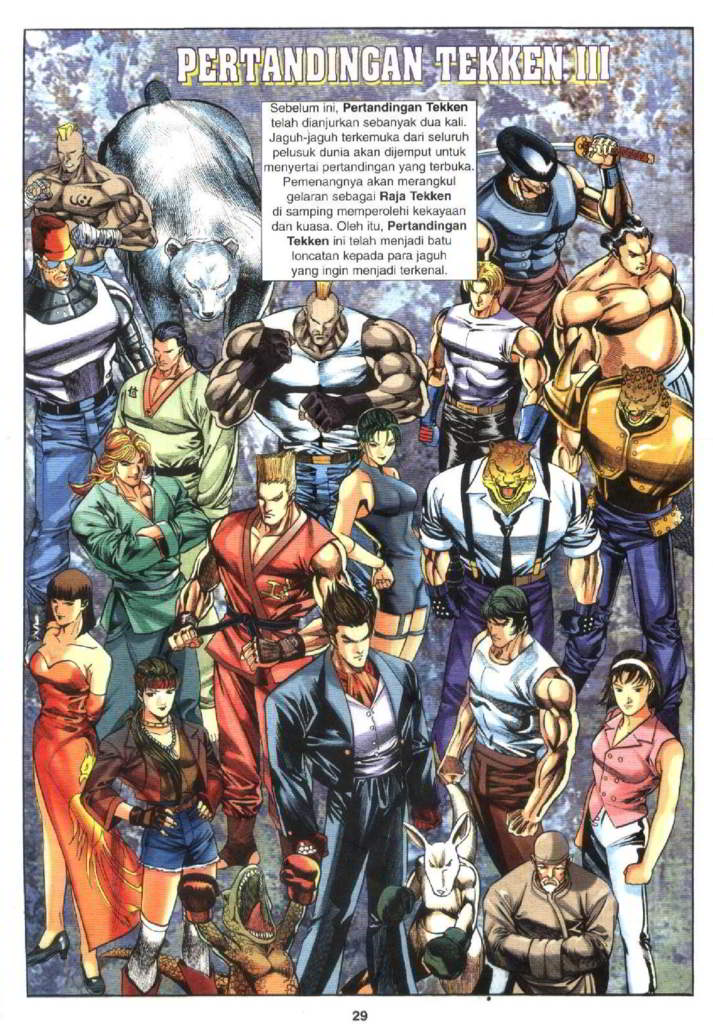 PERTANDINGAN TEKKEN III
Sebelum ini, Pertandingan Tekken
telah dianjurkan sebanyak dua kali.
Jaguh-jaguh terkemuka dari seluruh
pelusuk dunia akan dijemput untuk
menyertai pertandingan yang terbuka.
Pemenangnya akan merangkul
gelaran sebagai Raja Tekken
di samping memperolehi kekayaan
dan kuasa. Oleh itu, Pertandingan
Tekken ini telah menjadi batu
loncatan kepada para jaguh
yang ingin menjadi terkenal.
29